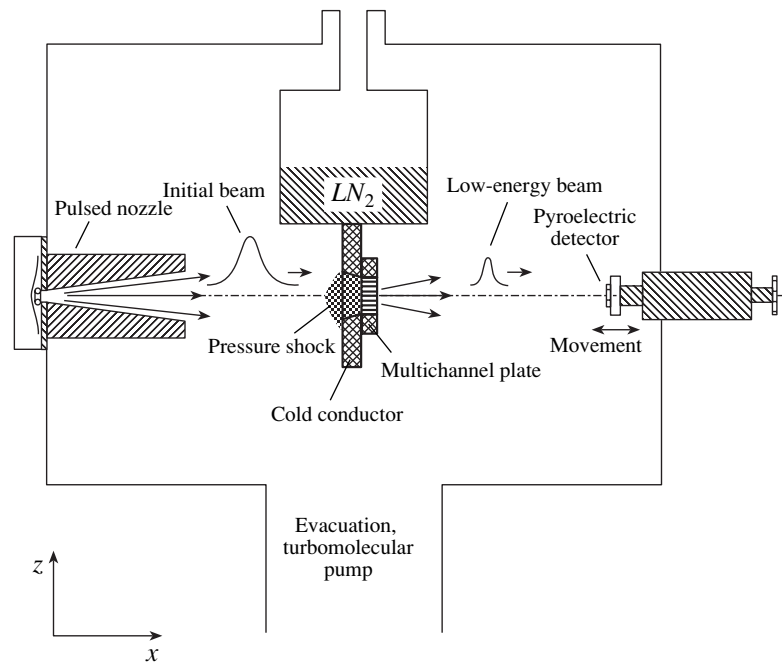 LN₂
Initial beam
Pulsed nozzle
Low-energy beam
Pyroelectric
detector
Pressure shock
Movement
Multichannel plate
Cold conductor
Evacuation,
turbomolecular
pump
z
x